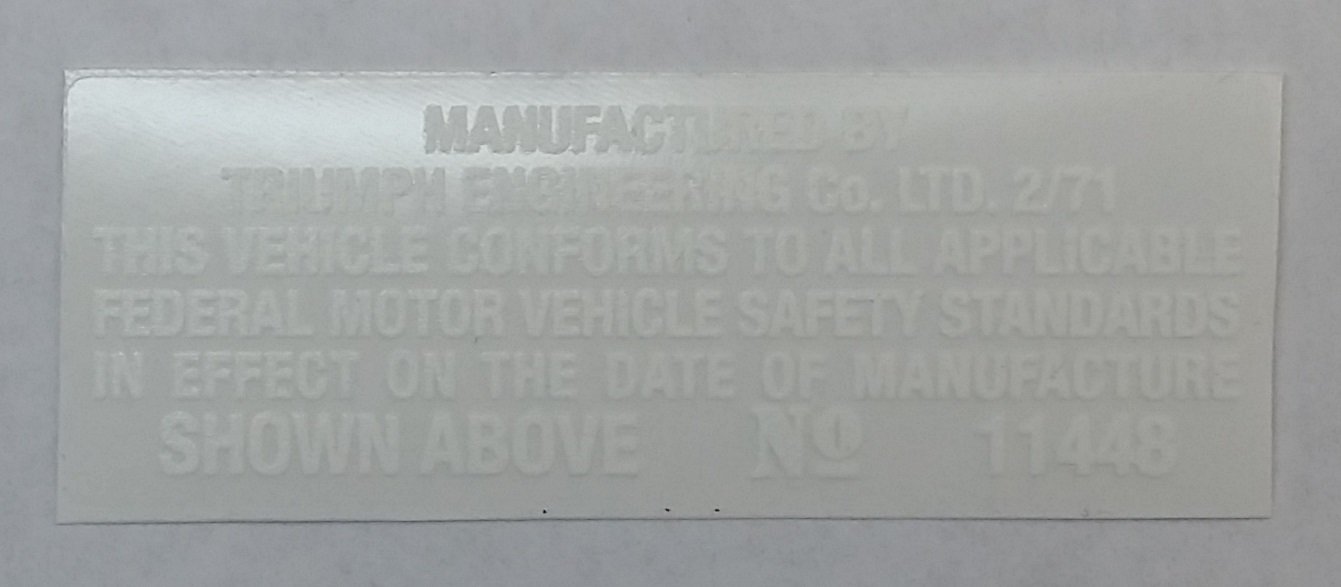 MANUFACTURED BY
TRIUMPH ENGINEERING Co. LTD. 2/71
THIS VEHICLE CONFORMS TO ALL APPLICABLE
FEDERAL MOTOR VEHICLE SAFETY STANDARDS
IN EFFECT ON THE DATE OF MANUFACTURE
SHOWN ABOVE Nº 11448